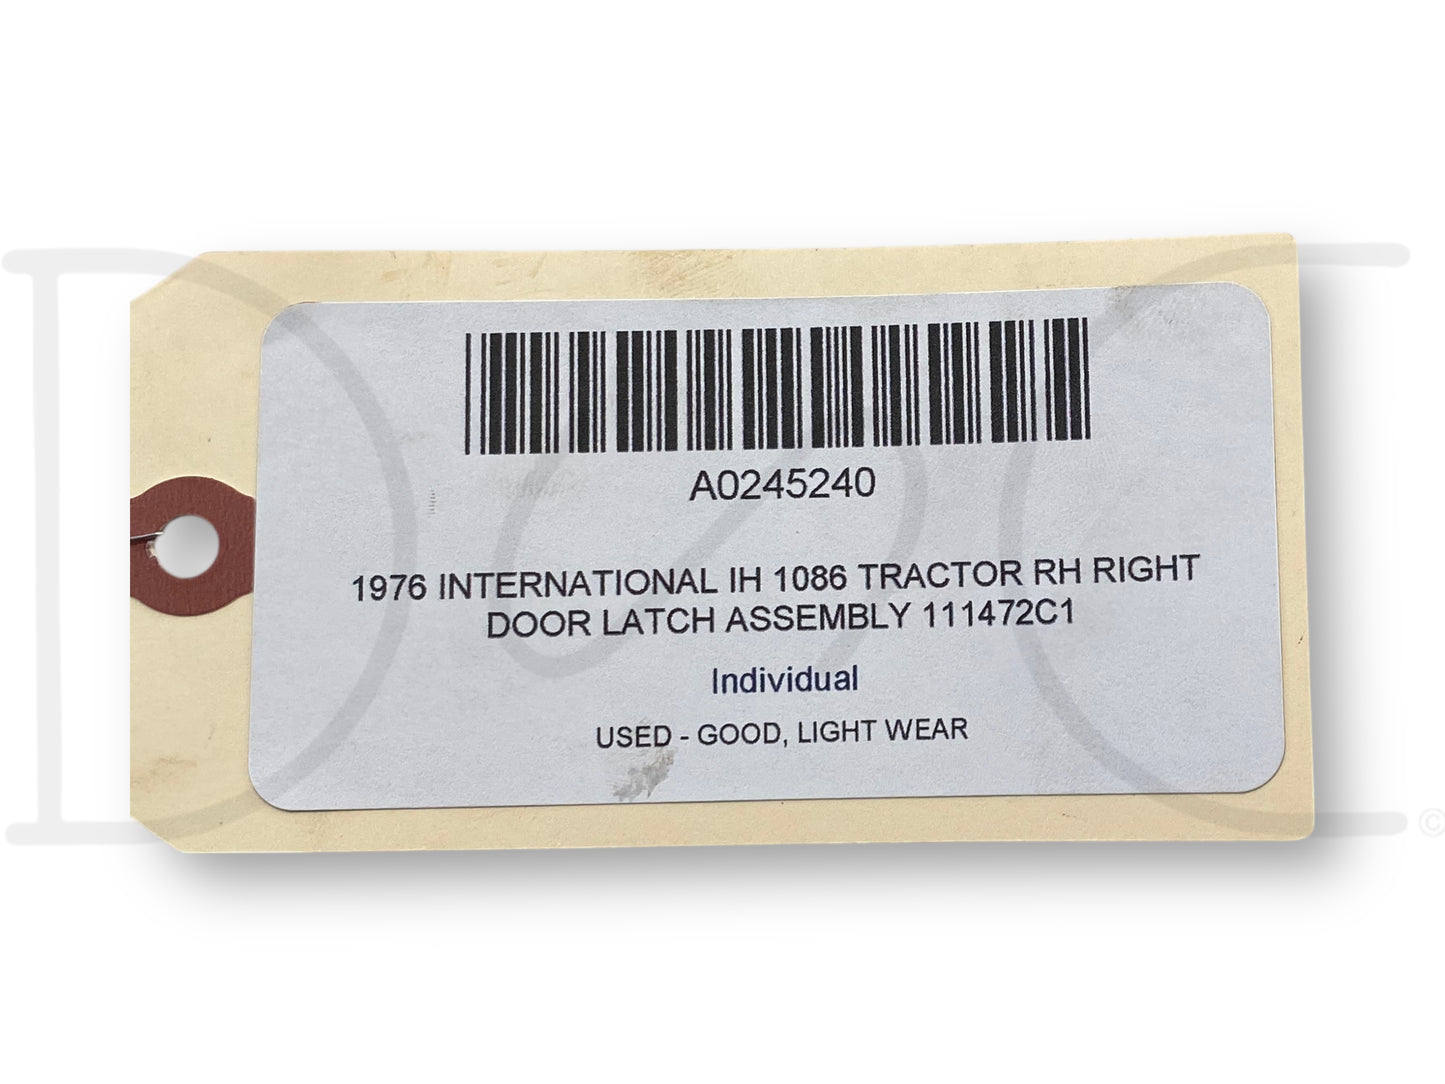 A0245240
1976 INTERNATIONAL IH 1086 TRACTOR RH RIGHT
DOOR LATCH ASSEMBLY 111472C1
Individual
USED - GOOD, LIGHT WEAR
©